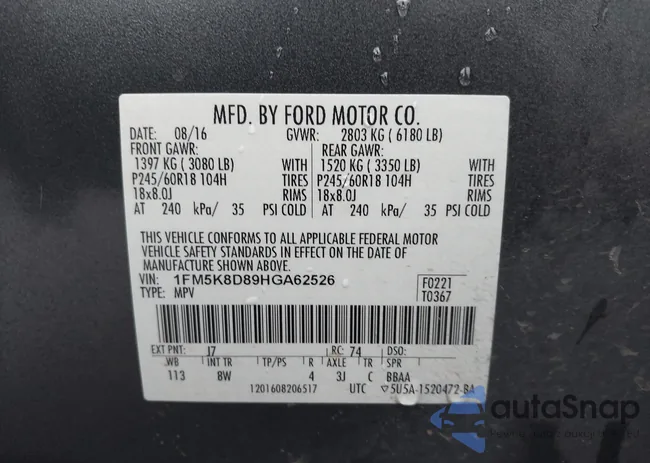 MFD. BY FORD MOTOR CO.
DATE: 08/16 GVWR: 2803 KG ( 6180 LB)
FRONT GAWR: REAR GAWR:
1397 KG ( 3080 LB) WITH 1520 KG ( 3350 LB) WITH
P245/60R18 104H TIRES P245/60R18 104H TIRES
18x8.0J RIMS 18x8.0J RIMS
AT 240 kPa/ 35 PSI COLD AT 240 kPa/ 35 PSI COLD
THIS VEHICLE CONFORMS TO ALL APPLICABLE FEDERAL MOTOR
VEHICLE SAFETY STANDARDS IN EFFECT ON THE DATE OF
MANUFACTURE SHOWN ABOVE.
VIN: 1FM5K8D89HGA62526 F0221
TYPE: MPV T0367
EXT PNT: J7 RC: 74 DSO:
WB INT TR TP/PS R AXLE TR SPR
113 8W 4 3J C BBAA
1201608206517 UTC ▽5U5A-1520472-BA
autoSnap